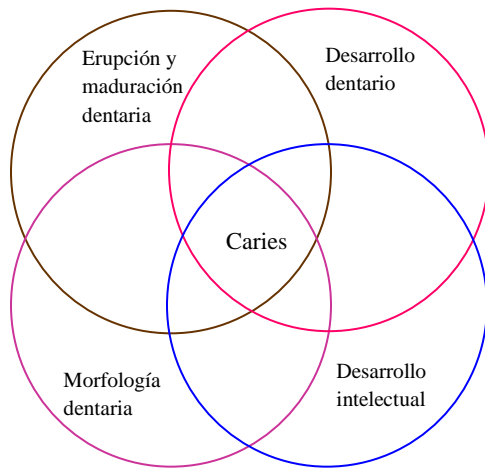 Erupción y
maduración
dentaria
Desarrollo
dentario
Caries
Morfología
dentaria
Desarrollo
intelectual